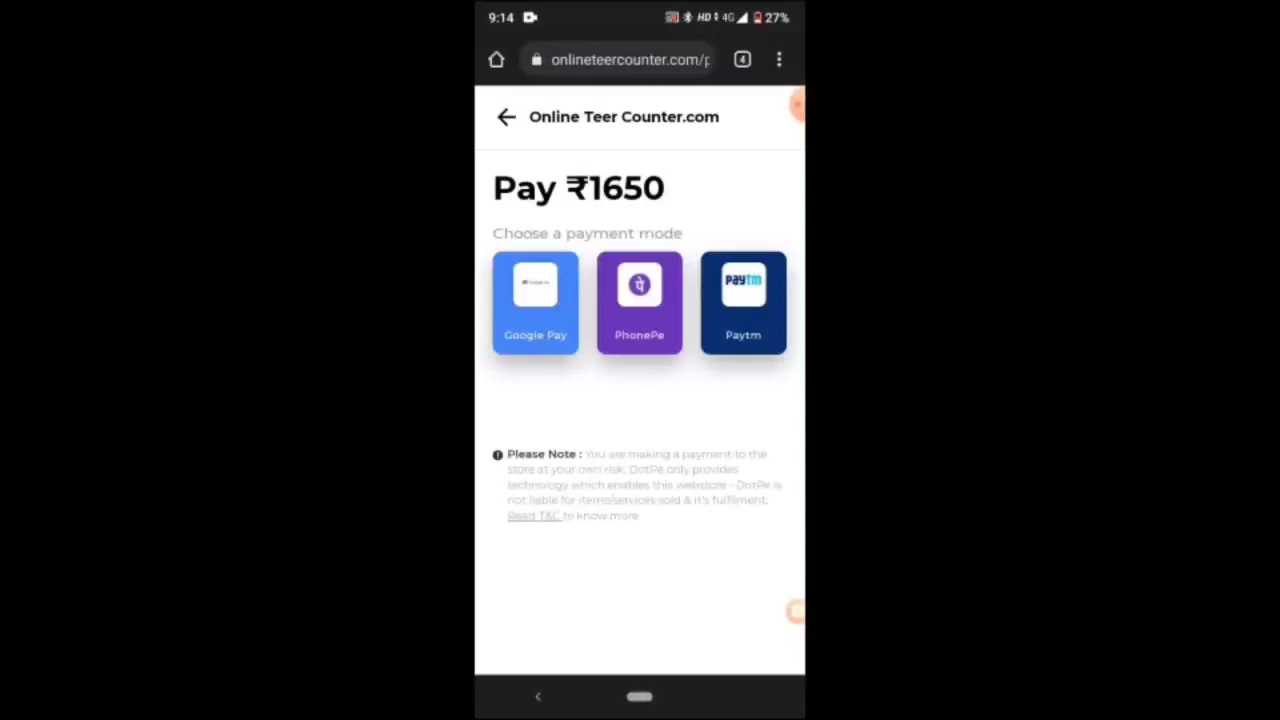 9:14 HD 4G 27%
onlineteercounter.com/p 4
Online Teer Counter.com
Pay ₹1650
Choose a payment mode
पे Paytm
Google Pay PhonePe Paytm
Please Note : You are making a payment to the
store at your own risk. DotPe only provides
technology which enables this webstore - DotPe is
not liable for items/services sold & it's fulfilment.
Read T&C to know more